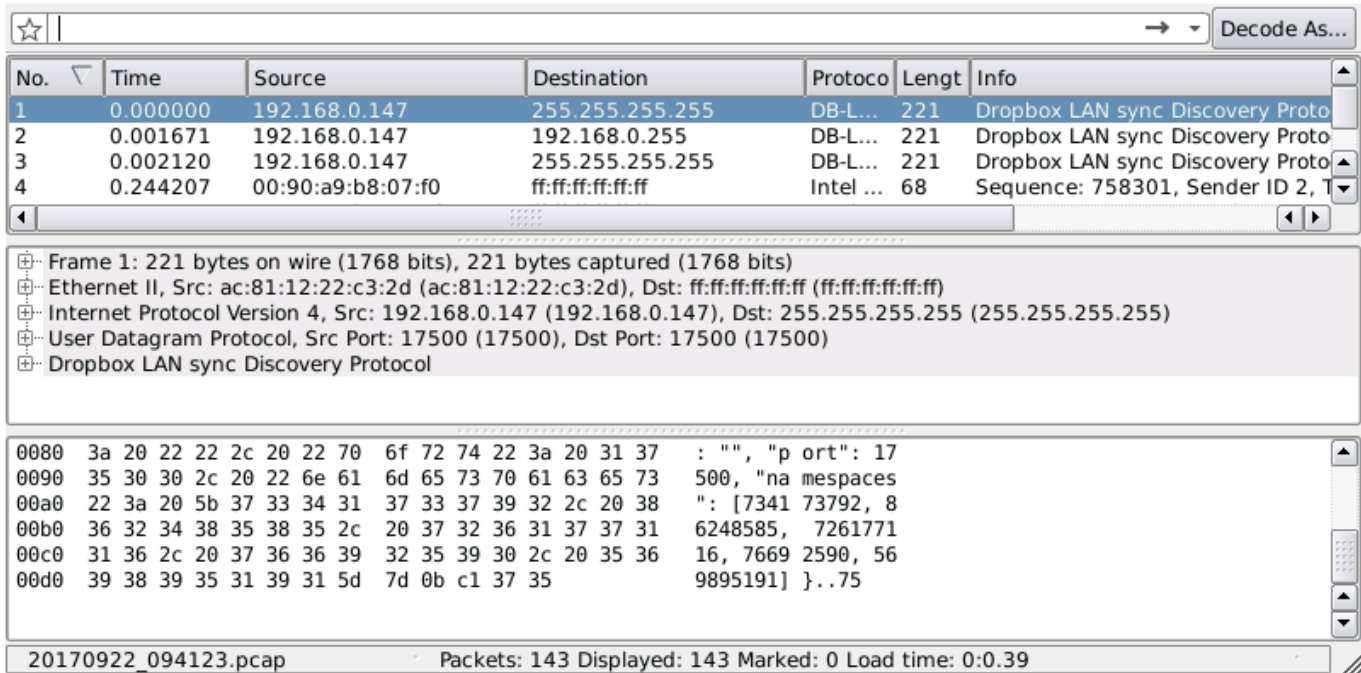 Decode As...
No. Time Source Destination Protoco Lengt Info
1 0.000000 192.168.0.147 255.255.255.255 DB-L... 221 Dropbox LAN sync Discovery Proto
2 0.001671 192.168.0.147 192.168.0.255 DB-L... 221 Dropbox LAN sync Discovery Proto
3 0.002120 192.168.0.147 255.255.255.255 DB-L... 221 Dropbox LAN sync Discovery Proto
4 0.244207 00:90:a9:b8:07:f0 ff:ff:ff:ff:ff:ff Intel ... 68 Sequence: 758301, Sender ID 2, T
Frame 1: 221 bytes on wire (1768 bits), 221 bytes captured (1768 bits)
Ethernet II, Src: ac:81:12:22:c3:2d (ac:81:12:22:c3:2d), Dst: ff:ff:ff:ff:ff:ff (ff:ff:ff:ff:ff:ff)
Internet Protocol Version 4, Src: 192.168.0.147 (192.168.0.147), Dst: 255.255.255.255 (255.255.255.255)
User Datagram Protocol, Src Port: 17500 (17500), Dst Port: 17500 (17500)
Dropbox LAN sync Discovery Protocol
0080 3a 20 22 22 2c 20 22 70 6f 72 74 22 3a 20 31 37 : "", "p ort": 17
0090 35 30 30 2c 20 22 6e 61 6d 65 73 70 61 63 65 73 500, "na mespaces
00a0 22 3a 20 5b 37 33 34 31 37 33 37 39 32 2c 20 38 ": [7341 73792, 8
00b0 36 32 34 38 35 38 35 2c 20 37 32 36 31 37 37 31 6248585, 7261771
00c0 31 36 2c 20 37 36 36 39 32 35 39 30 2c 20 35 36 16, 7669 2590, 56
00d0 39 38 39 35 31 39 31 5d 7d 0b c1 37 35 9895191] }..75
20170922_094123.pcap Packets: 143 Displayed: 143 Marked: 0 Load time: 0:0.39